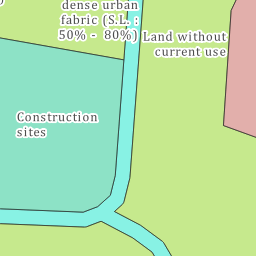 dense urban
fabric (S.L. :
50% - 80%)
Land without
current use
Construction
sites